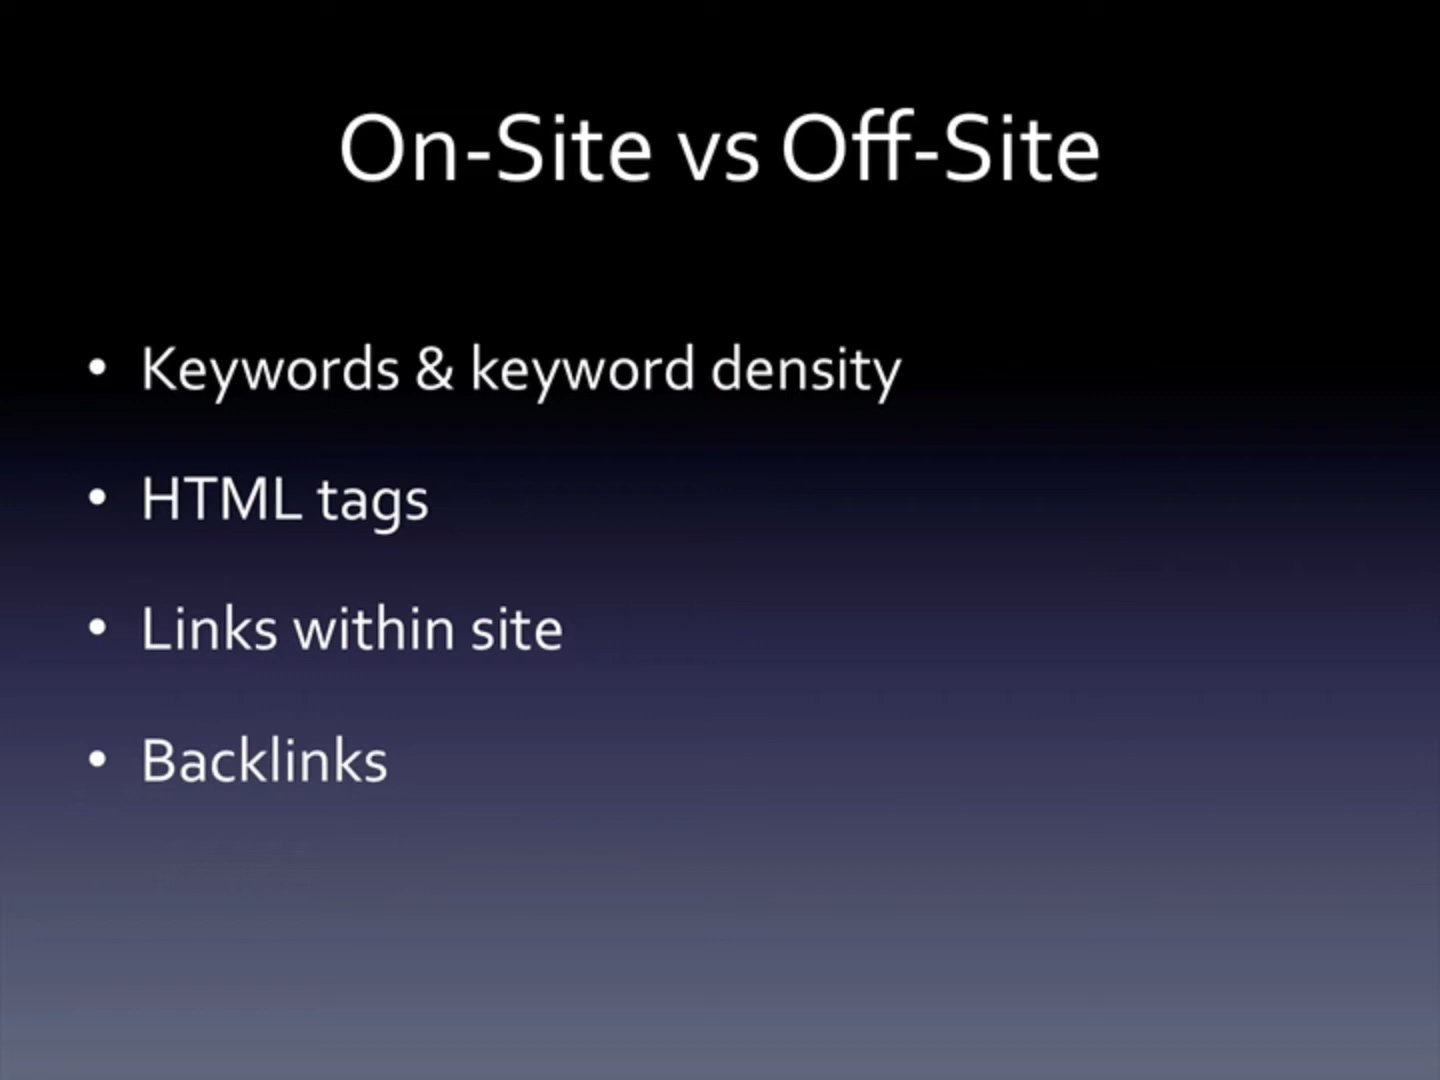 On-Site vs Off-Site
• Keywords & keyword density
• HTML tags
• Links within site
• Backlinks